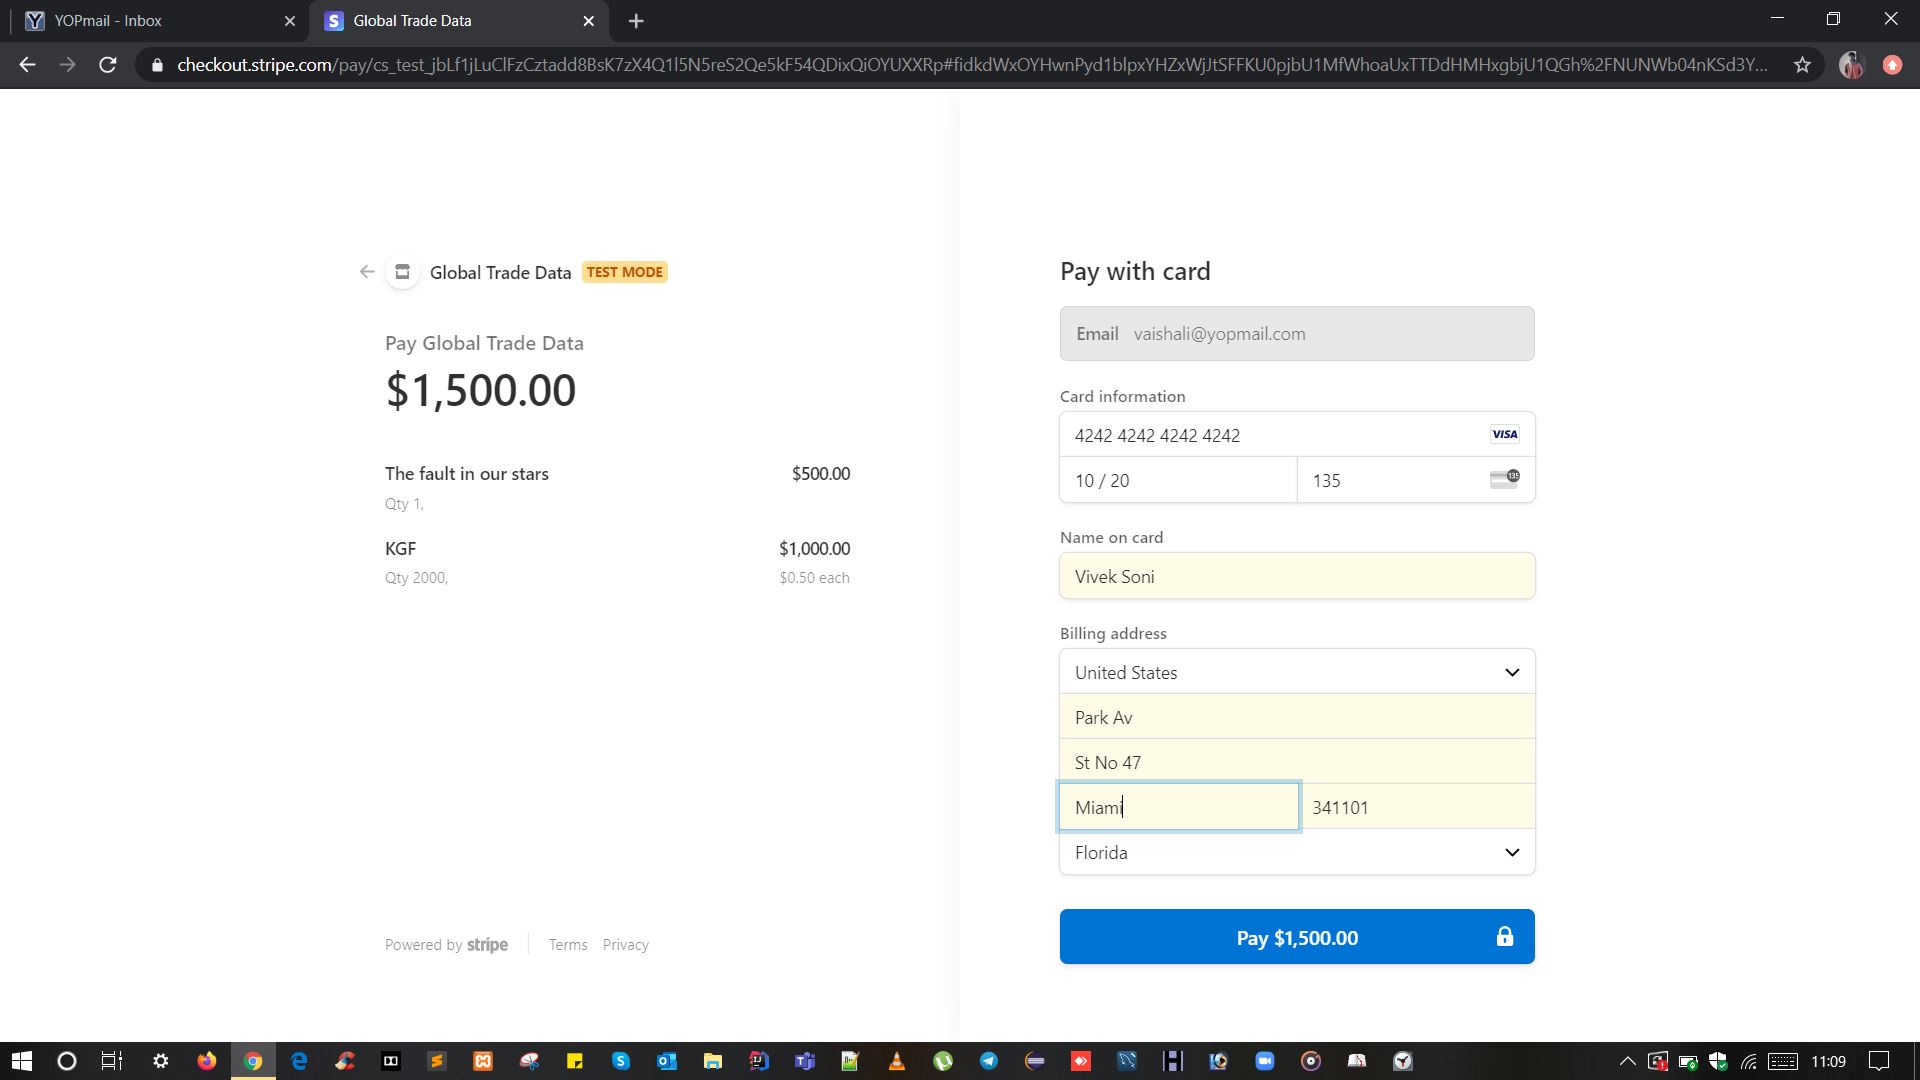 YOPmail - Inbox
Global Trade Data
checkout.stripe.com/pay/cs_test_jbLf1jLuClFzCztadd8BsK7zX4Q1I5N5reS2Qe5kF54QDixQiOYUXXRp#fidkdWxOYHwnPyd1blpxYHZxWjJtSFFKU0pjbU1MfWhoaUxTTDdHMHxgbjU1QGh%2FNUNWb04nKSd3Y...
Global Trade Data TEST MODE
Pay Global Trade Data
$1,500.00
The fault in our stars $500.00
Qty 1,
KGF $1,000.00
Qty 2000, $0.50 each
Powered by stripe Terms Privacy
Pay with card
Email vaishali@yopmail.com
Card information
4242 4242 4242 4242 VISA
10 / 20 135 135
Name on card
Vivek Soni
Billing address
United States
Park Av
St No 47
Miami 341101
Florida
Pay $1,500.00
11:09